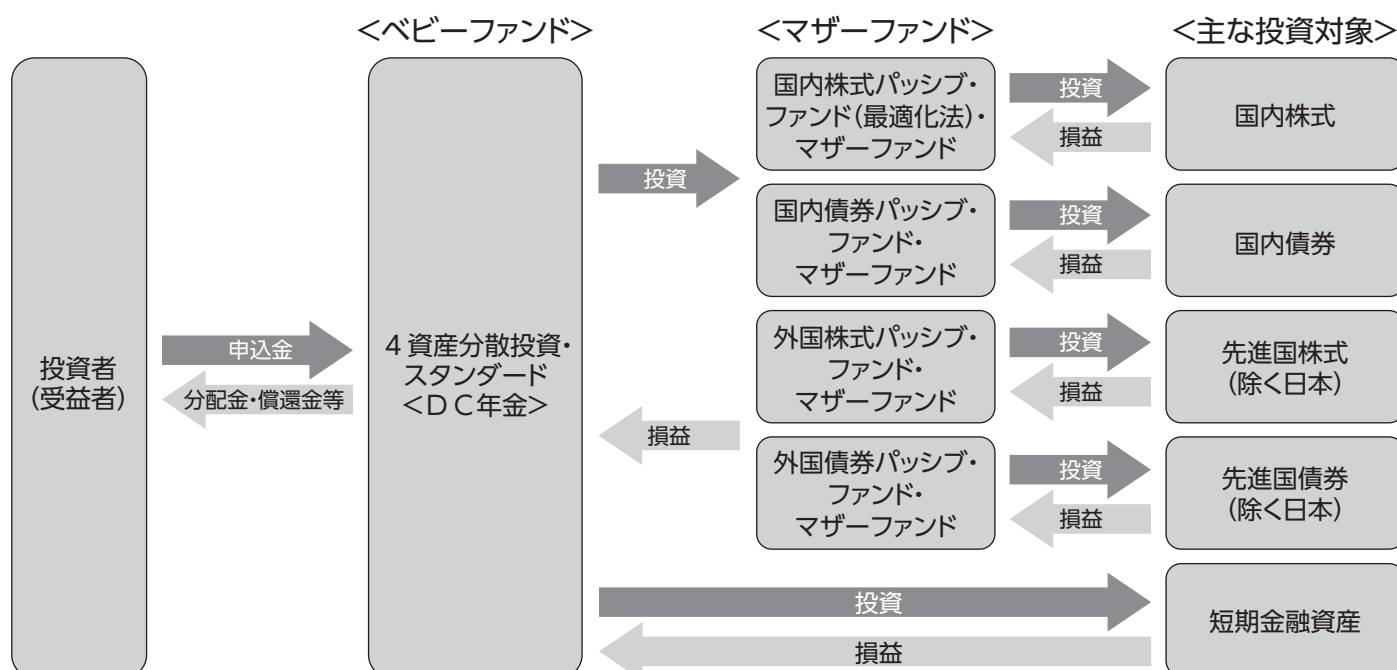 <ベビーファンド>
<マザーファンド>
<主な投資対象>
投資者
(受益者)
申込金
分配金・償還金等
4資産分散投資・
スタンダード
<DC年金>
投資
損益
国内株式パッシブ・
ファンド(最適化法)・
マザーファンド
投資
損益
国内株式
国内債券パッシブ・
ファンド・
マザーファンド
投資
損益
国内債券
外国株式パッシブ・
ファンド・
マザーファンド
投資
損益
先進国株式
(除く日本)
外国債券パッシブ・
ファンド・
マザーファンド
投資
損益
先進国債券
(除く日本)
投資
損益
短期金融資産